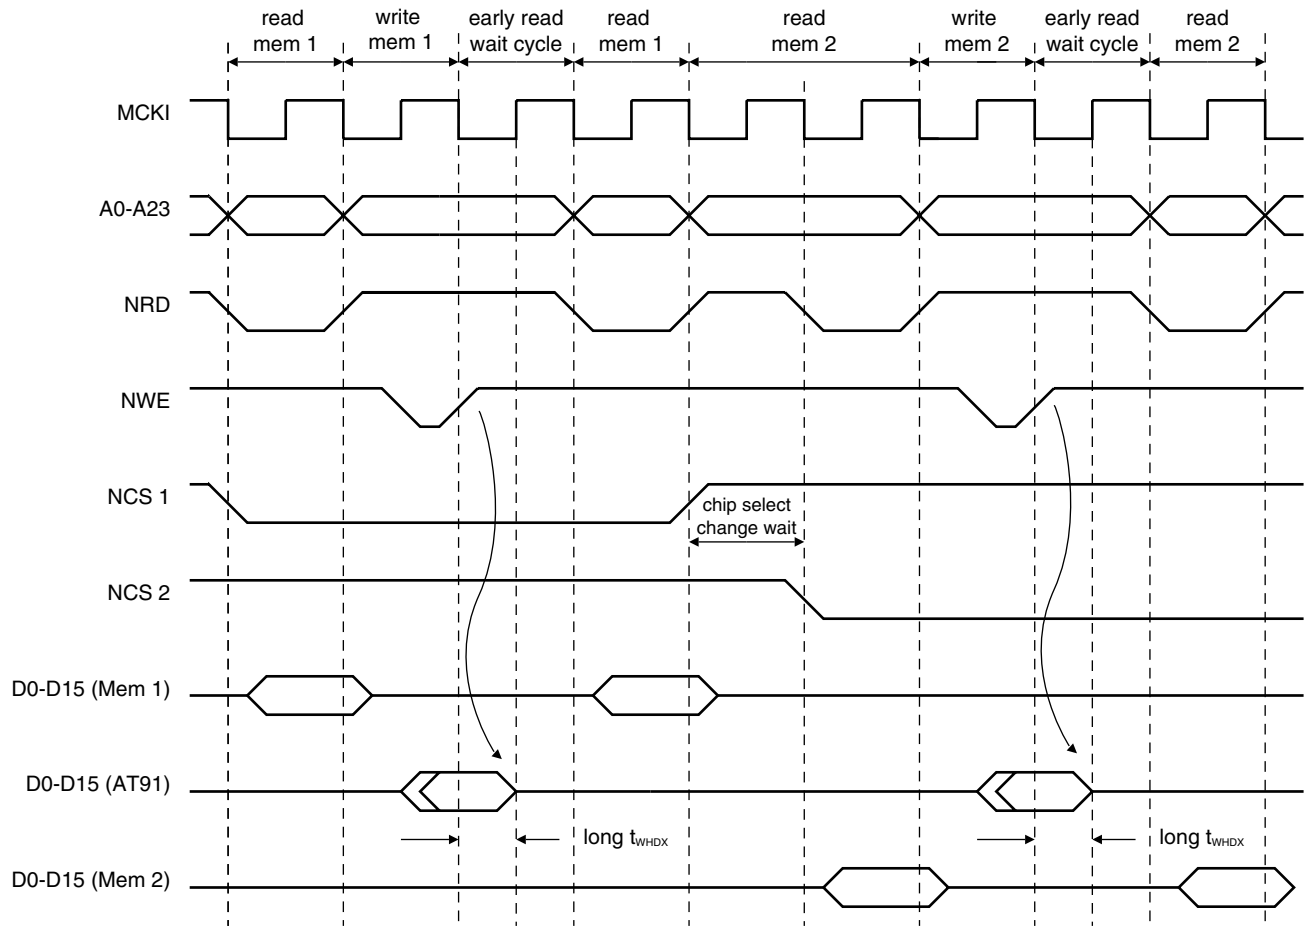 read
mem 1
write
mem 1
early read
wait cycle
read
mem 1
read
mem 2
write
mem 2
early read
wait cycle
read
mem 2
MCKI
A0-A23
NRD
NWE
NCS 1
chip select
change wait
NCS 2
D0-D15 (Mem 1)
D0-D15 (AT91)
long tWHDX
long tWHDX
D0-D15 (Mem 2)